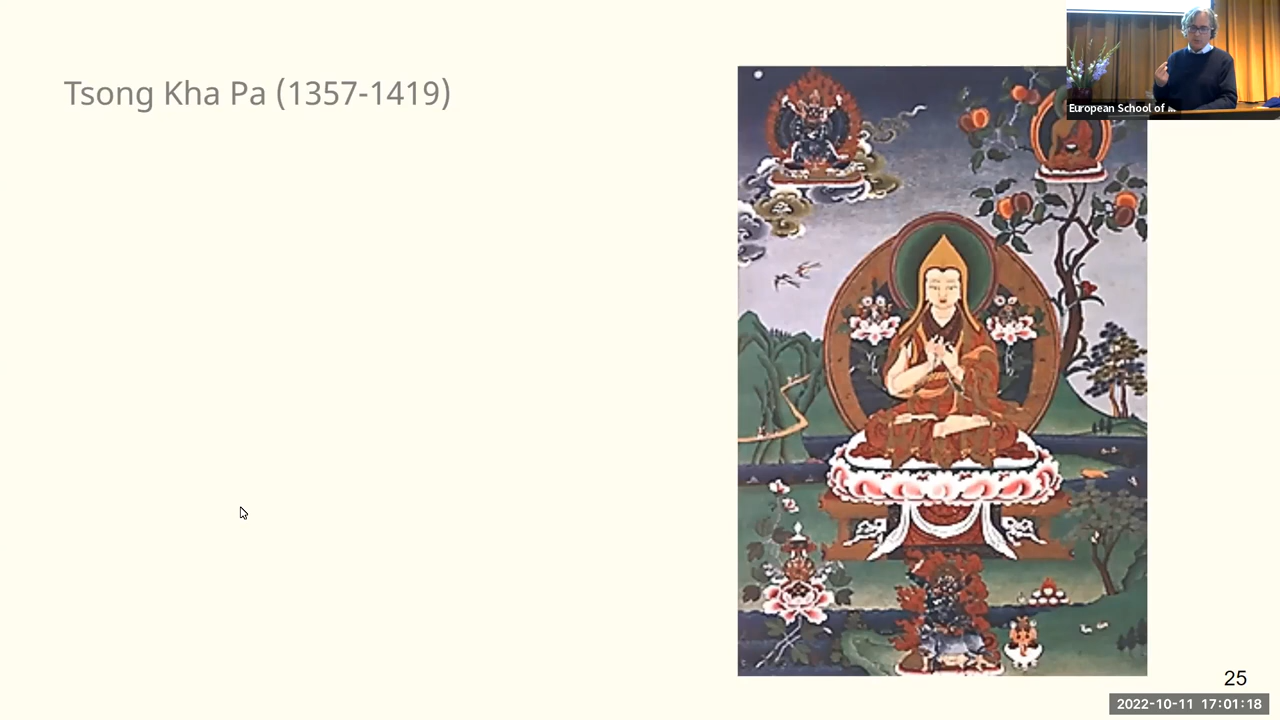 Tsong Kha Pa (1357-1419)
European School of ...
25
2022-10-11 17:01:18